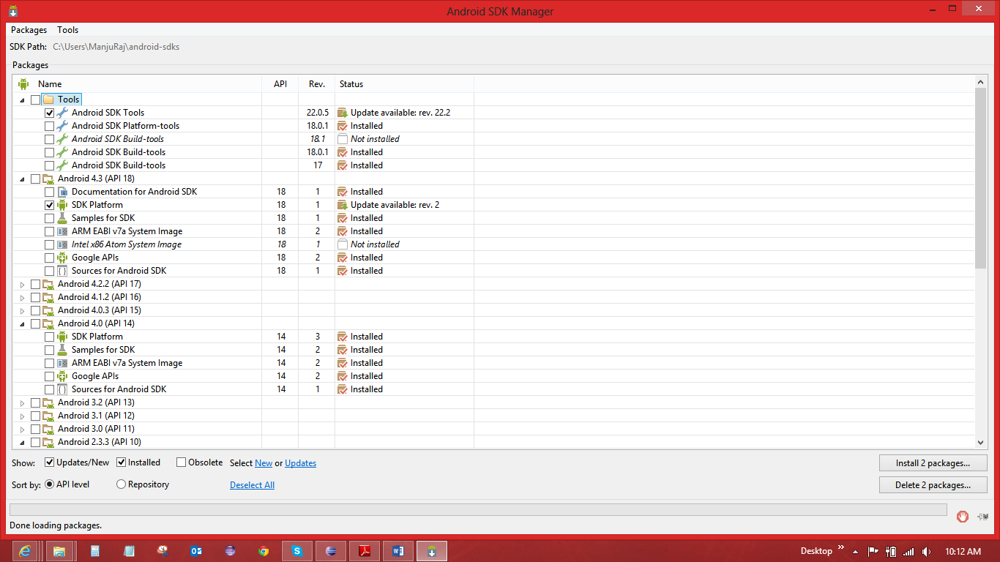 Android SDK Manager
Packages Tools
SDK Path: C:\Users\ManjuRaj\android-sdks
Packages
Name API Rev. Status
Tools
Android SDK Tools 22.0.5 Update available: rev. 22.2
Android SDK Platform-tools 18.0.1 Installed
Android SDK Build-tools 18.1 Not installed
Android SDK Build-tools 18.0.1 Installed
Android SDK Build-tools 17 Installed
Android 4.3 (API 18)
Documentation for Android SDK 18 1 Installed
SDK Platform 18 1 Update available: rev. 2
Samples for SDK 18 1 Installed
ARM EABI v7a System Image 18 2 Installed
Intel x86 Atom System Image 18 1 Not installed
Google APIs 18 2 Installed
Sources for Android SDK 18 1 Installed
Android 4.2.2 (API 17)
Android 4.1.2 (API 16)
Android 4.0.3 (API 15)
Android 4.0 (API 14)
SDK Platform 14 3 Installed
Samples for SDK 14 2 Installed
ARM EABI v7a System Image 14 2 Installed
Google APIs 14 2 Installed
Sources for Android SDK 14 1 Installed
Android 3.2 (API 13)
Android 3.1 (API 12)
Android 3.0 (API 11)
Android 2.3.3 (API 10)
Show: Updates/New Installed Obsolete Select New or Updates Install 2 packages...
Sort by: API level Repository Deselect All Delete 2 packages...
Done loading packages.
Desktop 10:12 AM